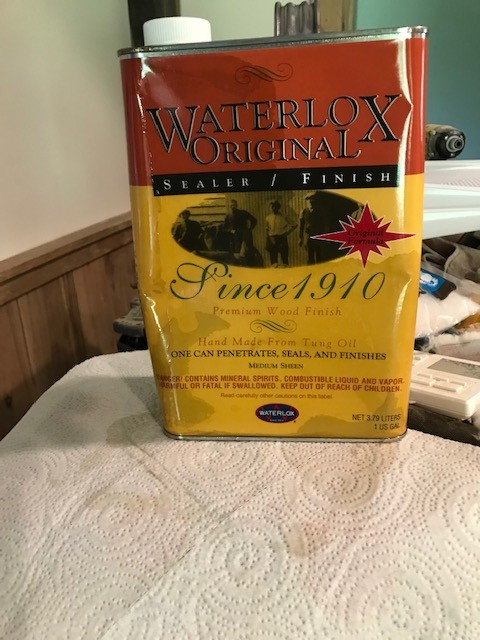 WATERLOX
ORIGINAL
SEALER / FINISH
Original
Formula
Since 1910
Premium Wood Finish
Hand Made From Tung Oil
ONE CAN PENETRATES, SEALS, AND FINISHES
MEDIUM SHEEN
CONTAINS MINERAL SPIRITS. COMBUSTIBLE LIQUID AND VAPOR.
OR FATAL IF SWALLOWED. KEEP OUT OF REACH OF CHILDREN.
Read carefully other cautions on this label.
WATERLOX
NET 3.79 LITERS
1 US GAL